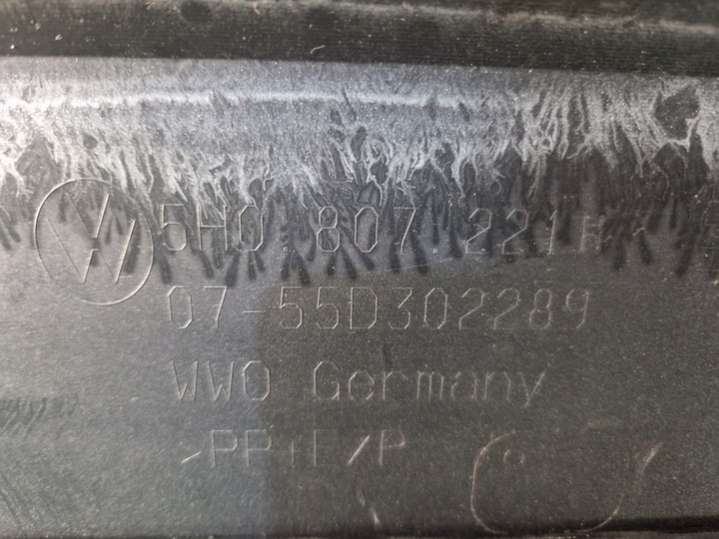 5H0 807 221 H
07-55D302289
WWO Germany
>PP+E/P